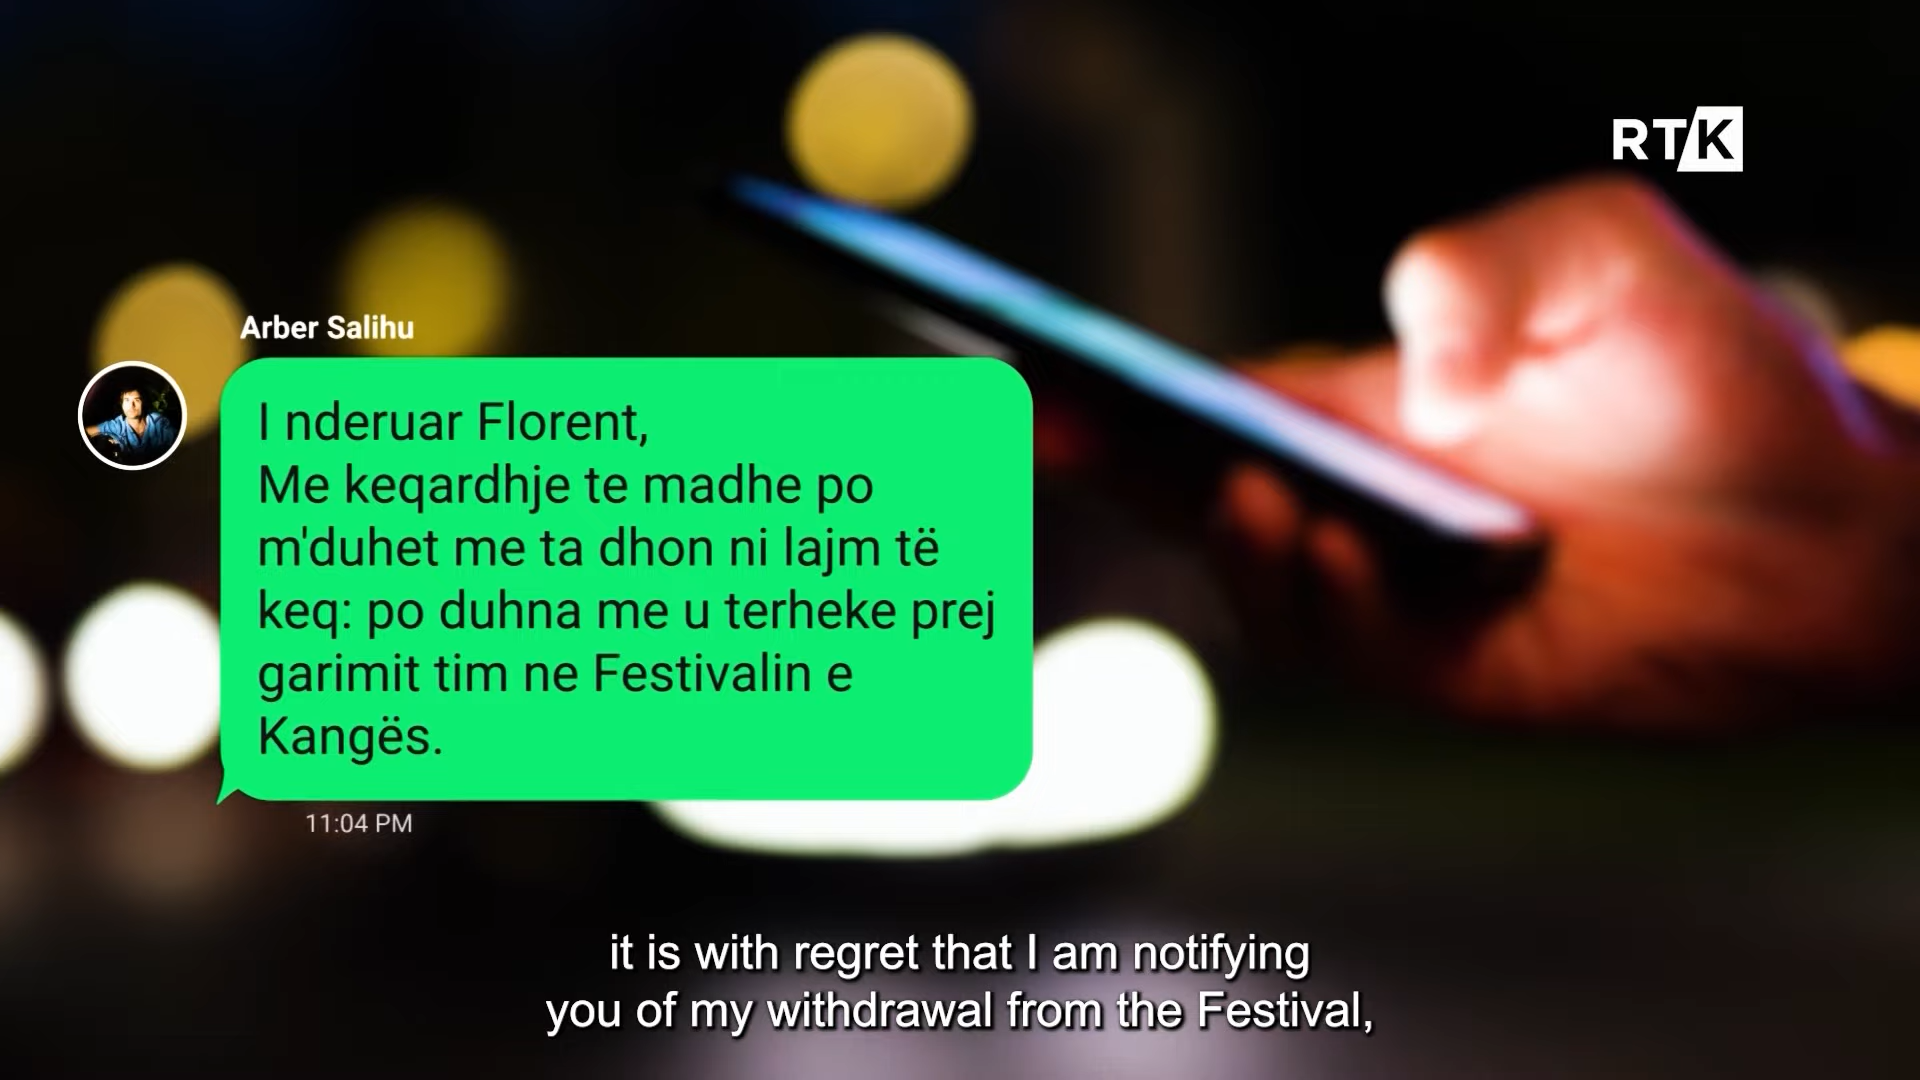 RTK
Arber Salihu
I nderuar Florent,
Me keqardhje te madhe po
m'duhet me ta dhon ni lajm të
keq: po duhna me u terheke prej
garimit tim ne Festivalin e
Kangës.
11:04 PM
it is with regret that I am notifying
you of my withdrawal from the Festival,